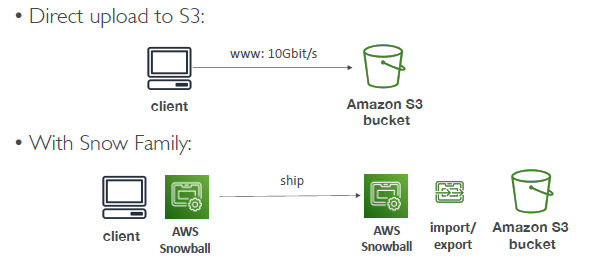 • Direct upload to S3:
www: 10Gbit/s
client
Amazon S3
bucket
• With Snow Family:
ship
client
AWS
Snowball
AWS
Snowball
import/
export
Amazon S3
bucket